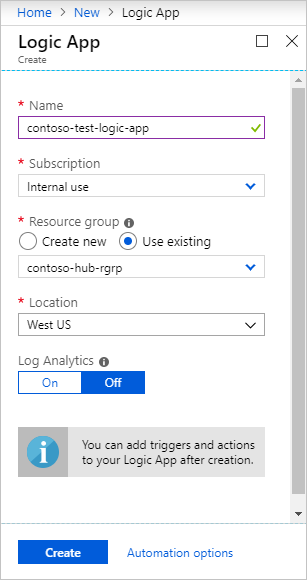 Home > New > Logic App
Logic App
Create
* Name
contoso-test-logic-app
* Subscription
Internal use
* Resource group
Create new Use existing
contoso-hub-rgrp
* Location
West US
Log Analytics
On Off
You can add triggers and actions
to your Logic App after creation.
Create Automation options